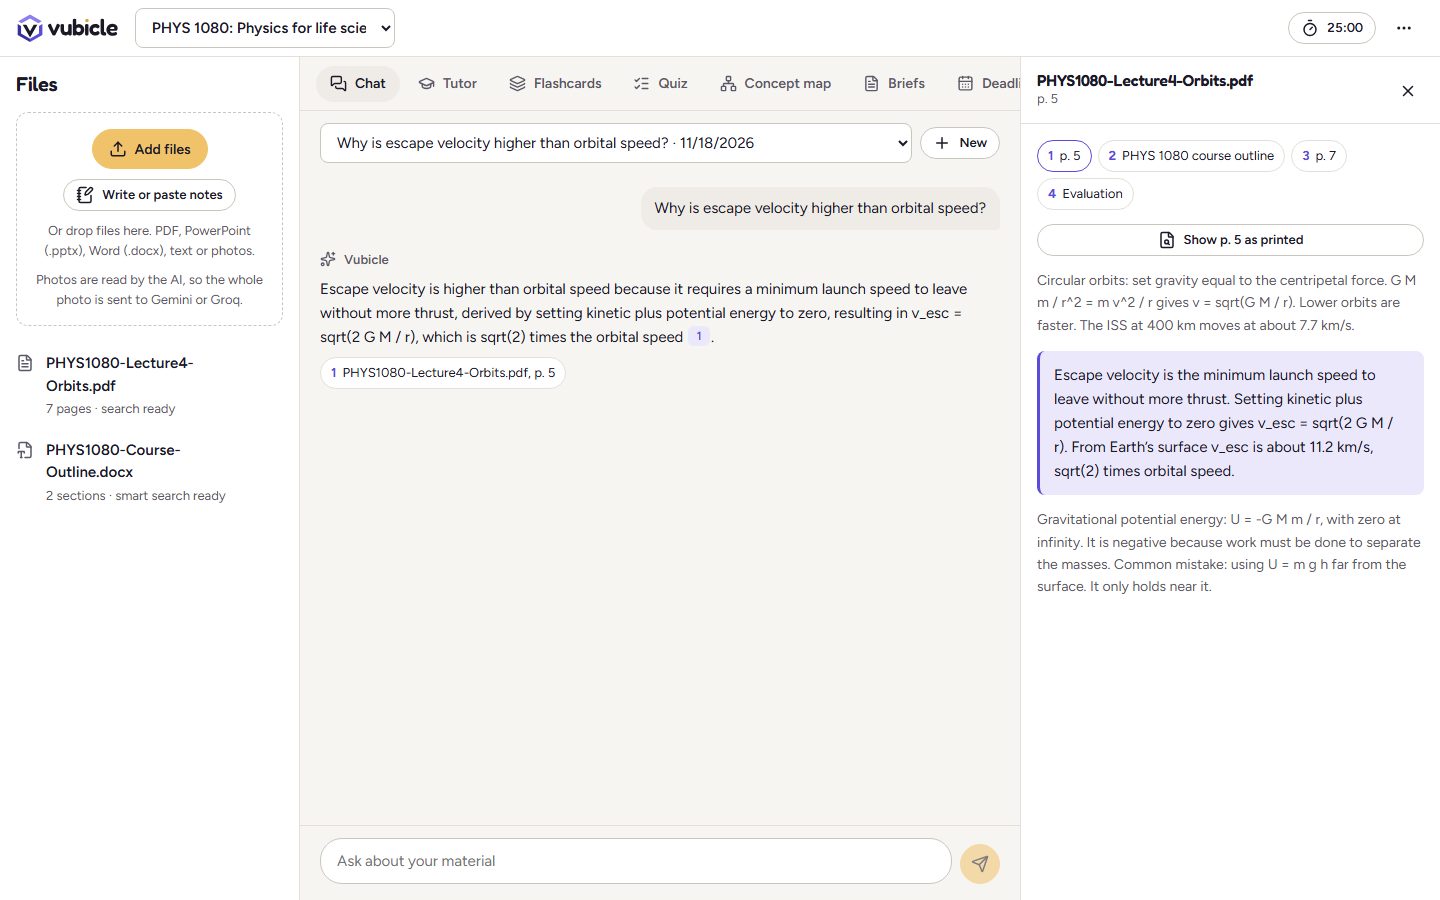 vubicle
PHYS 1080: Physics for life scie
25:00
Files
Add files
Write or paste notes
Or drop files here. PDF, PowerPoint
(.pptx), Word (.docx), text or photos.
Photos are read by the AI, so the whole
photo is sent to Gemini or Groq.
PHYS1080-Lecture4-
Orbits.pdf
7 pages · search ready
PHYS1080-Course-
Outline.docx
2 sections · smart search ready
Chat
Tutor
Flashcards
Quiz
Concept map
Briefs
Deadli
Why is escape velocity higher than orbital speed? · 11/18/2026
New
Why is escape velocity higher than orbital speed?
Vubicle
Escape velocity is higher than orbital speed because it requires a minimum launch speed to leave
without more thrust, derived by setting kinetic plus potential energy to zero, resulting in v_esc =
sqrt(2 G M / r), which is sqrt(2) times the orbital speed 1 .
1 PHYS1080-Lecture4-Orbits.pdf, p. 5
Ask about your material
PHYS1080-Lecture4-Orbits.pdf
p. 5
1 p. 5
2 PHYS 1080 course outline
3 p. 7
4 Evaluation
Show p. 5 as printed
Circular orbits: set gravity equal to the centripetal force. G M
m / r^2 = m v^2 / r gives v = sqrt(G M / r). Lower orbits are
faster. The ISS at 400 km moves at about 7.7 km/s.
Escape velocity is the minimum launch speed to
leave without more thrust. Setting kinetic plus
potential energy to zero gives v_esc = sqrt(2 G M /
r). From Earth's surface v_esc is about 11.2 km/s,
sqrt(2) times orbital speed.
Gravitational potential energy: U = -G M m / r, with zero at
infinity. It is negative because work must be done to separate
the masses. Common mistake: using U = m g h far from the
surface. It only holds near it.